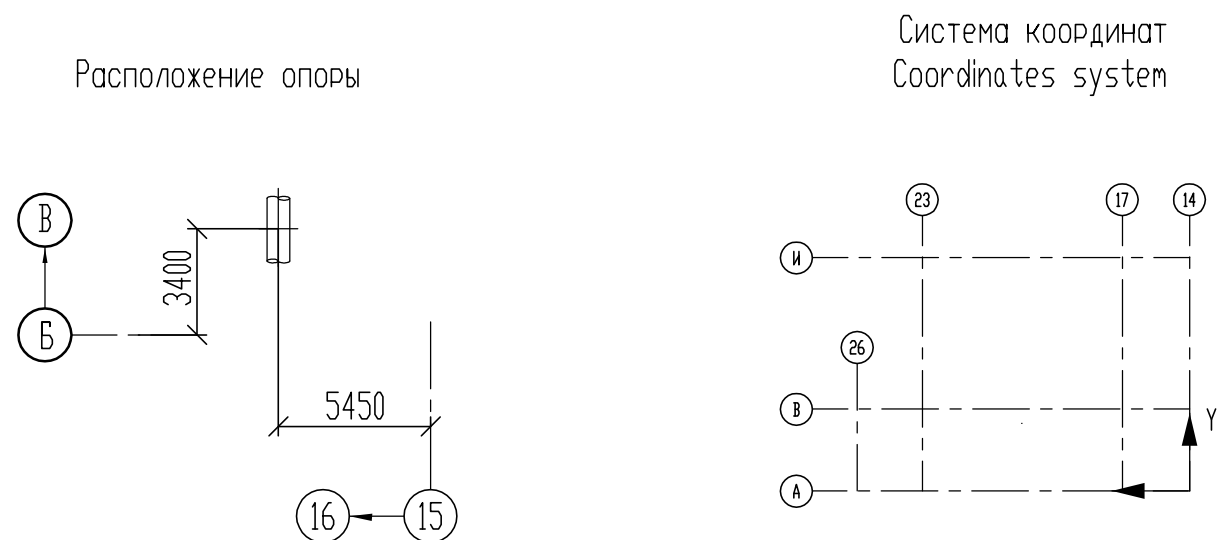 Расположение опоры
Система координат
Coordinates system
В
3400
Б
5450
16
15
23
17
14
И
26
В
Y
А